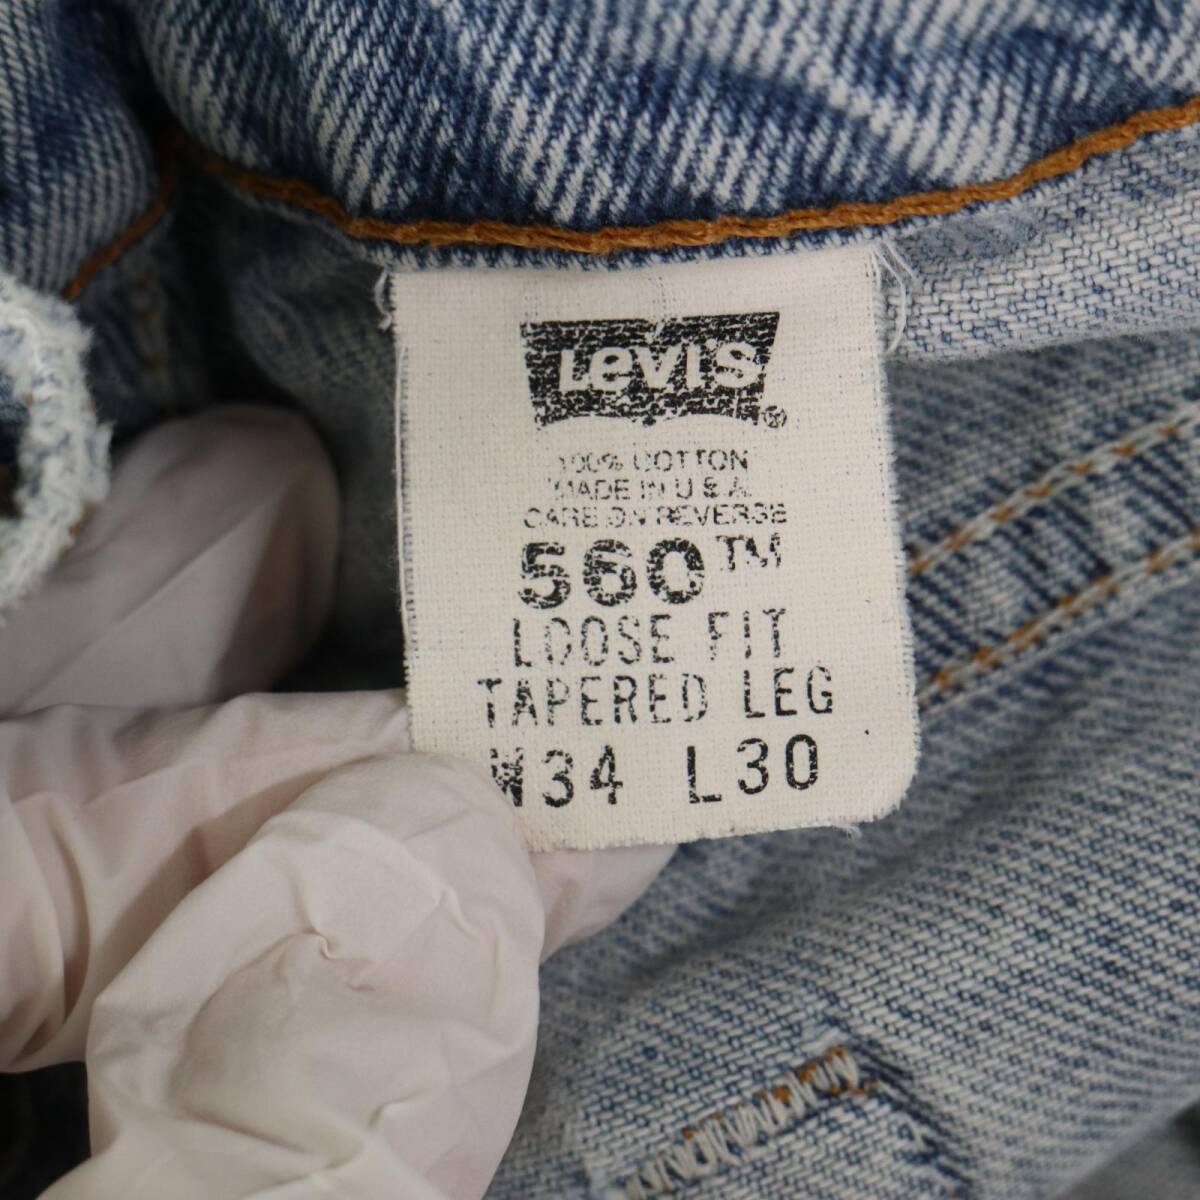 LEVI'S®
100% COTTON
MADE IN U S A
CARE ON REVERSE
560™
LOOSE FIT
TAPERED LEG
W34 L30